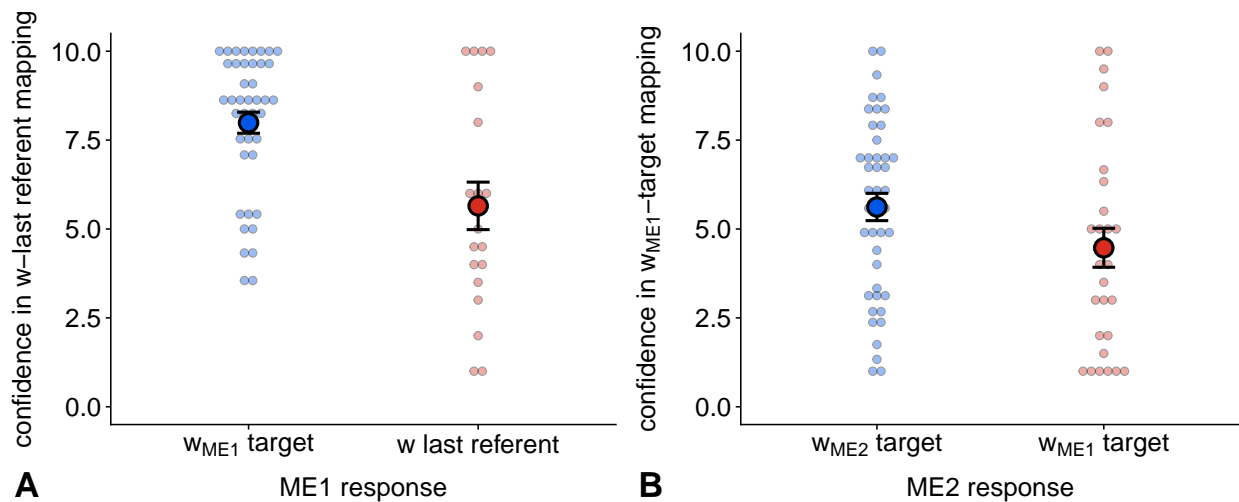 confidence in w−last referent mapping
10.0
7.5
5.0
2.5
0.0
wME1 target
w last referent
A
ME1 response
confidence in wME1−target mapping
10.0
7.5
5.0
2.5
0.0
wME2 target
wME1 target
B
ME2 response